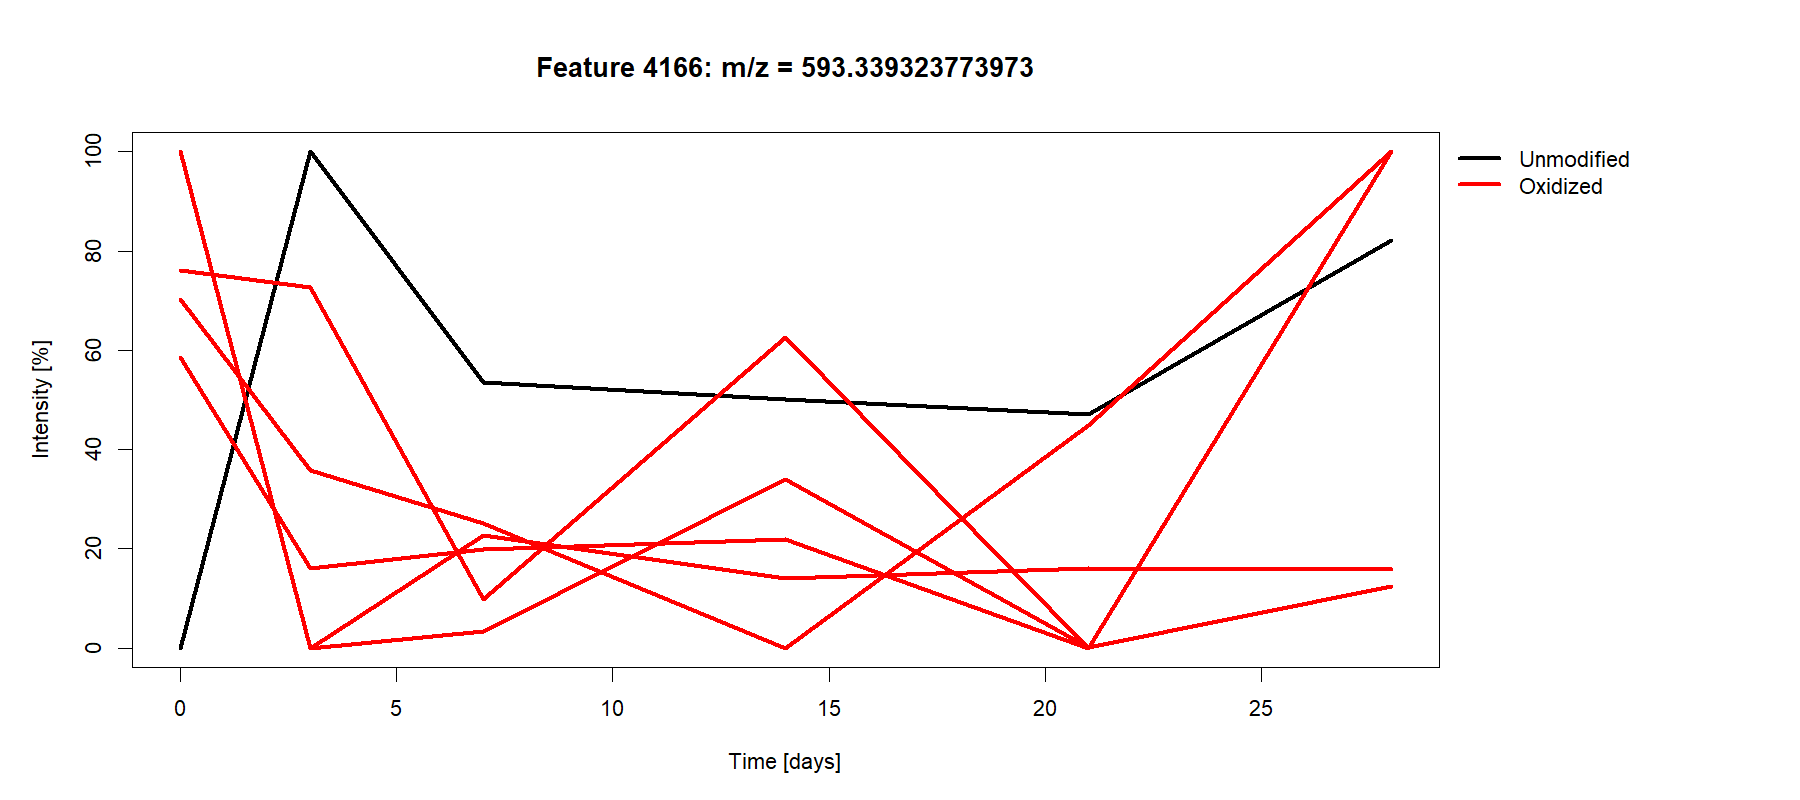 Feature 4166: m/z = 593.339323773973
Unmodified
Oxidized
Intensity [%]
100
80
60
40
20
0
0 5 10 15 20 25
Time [days]